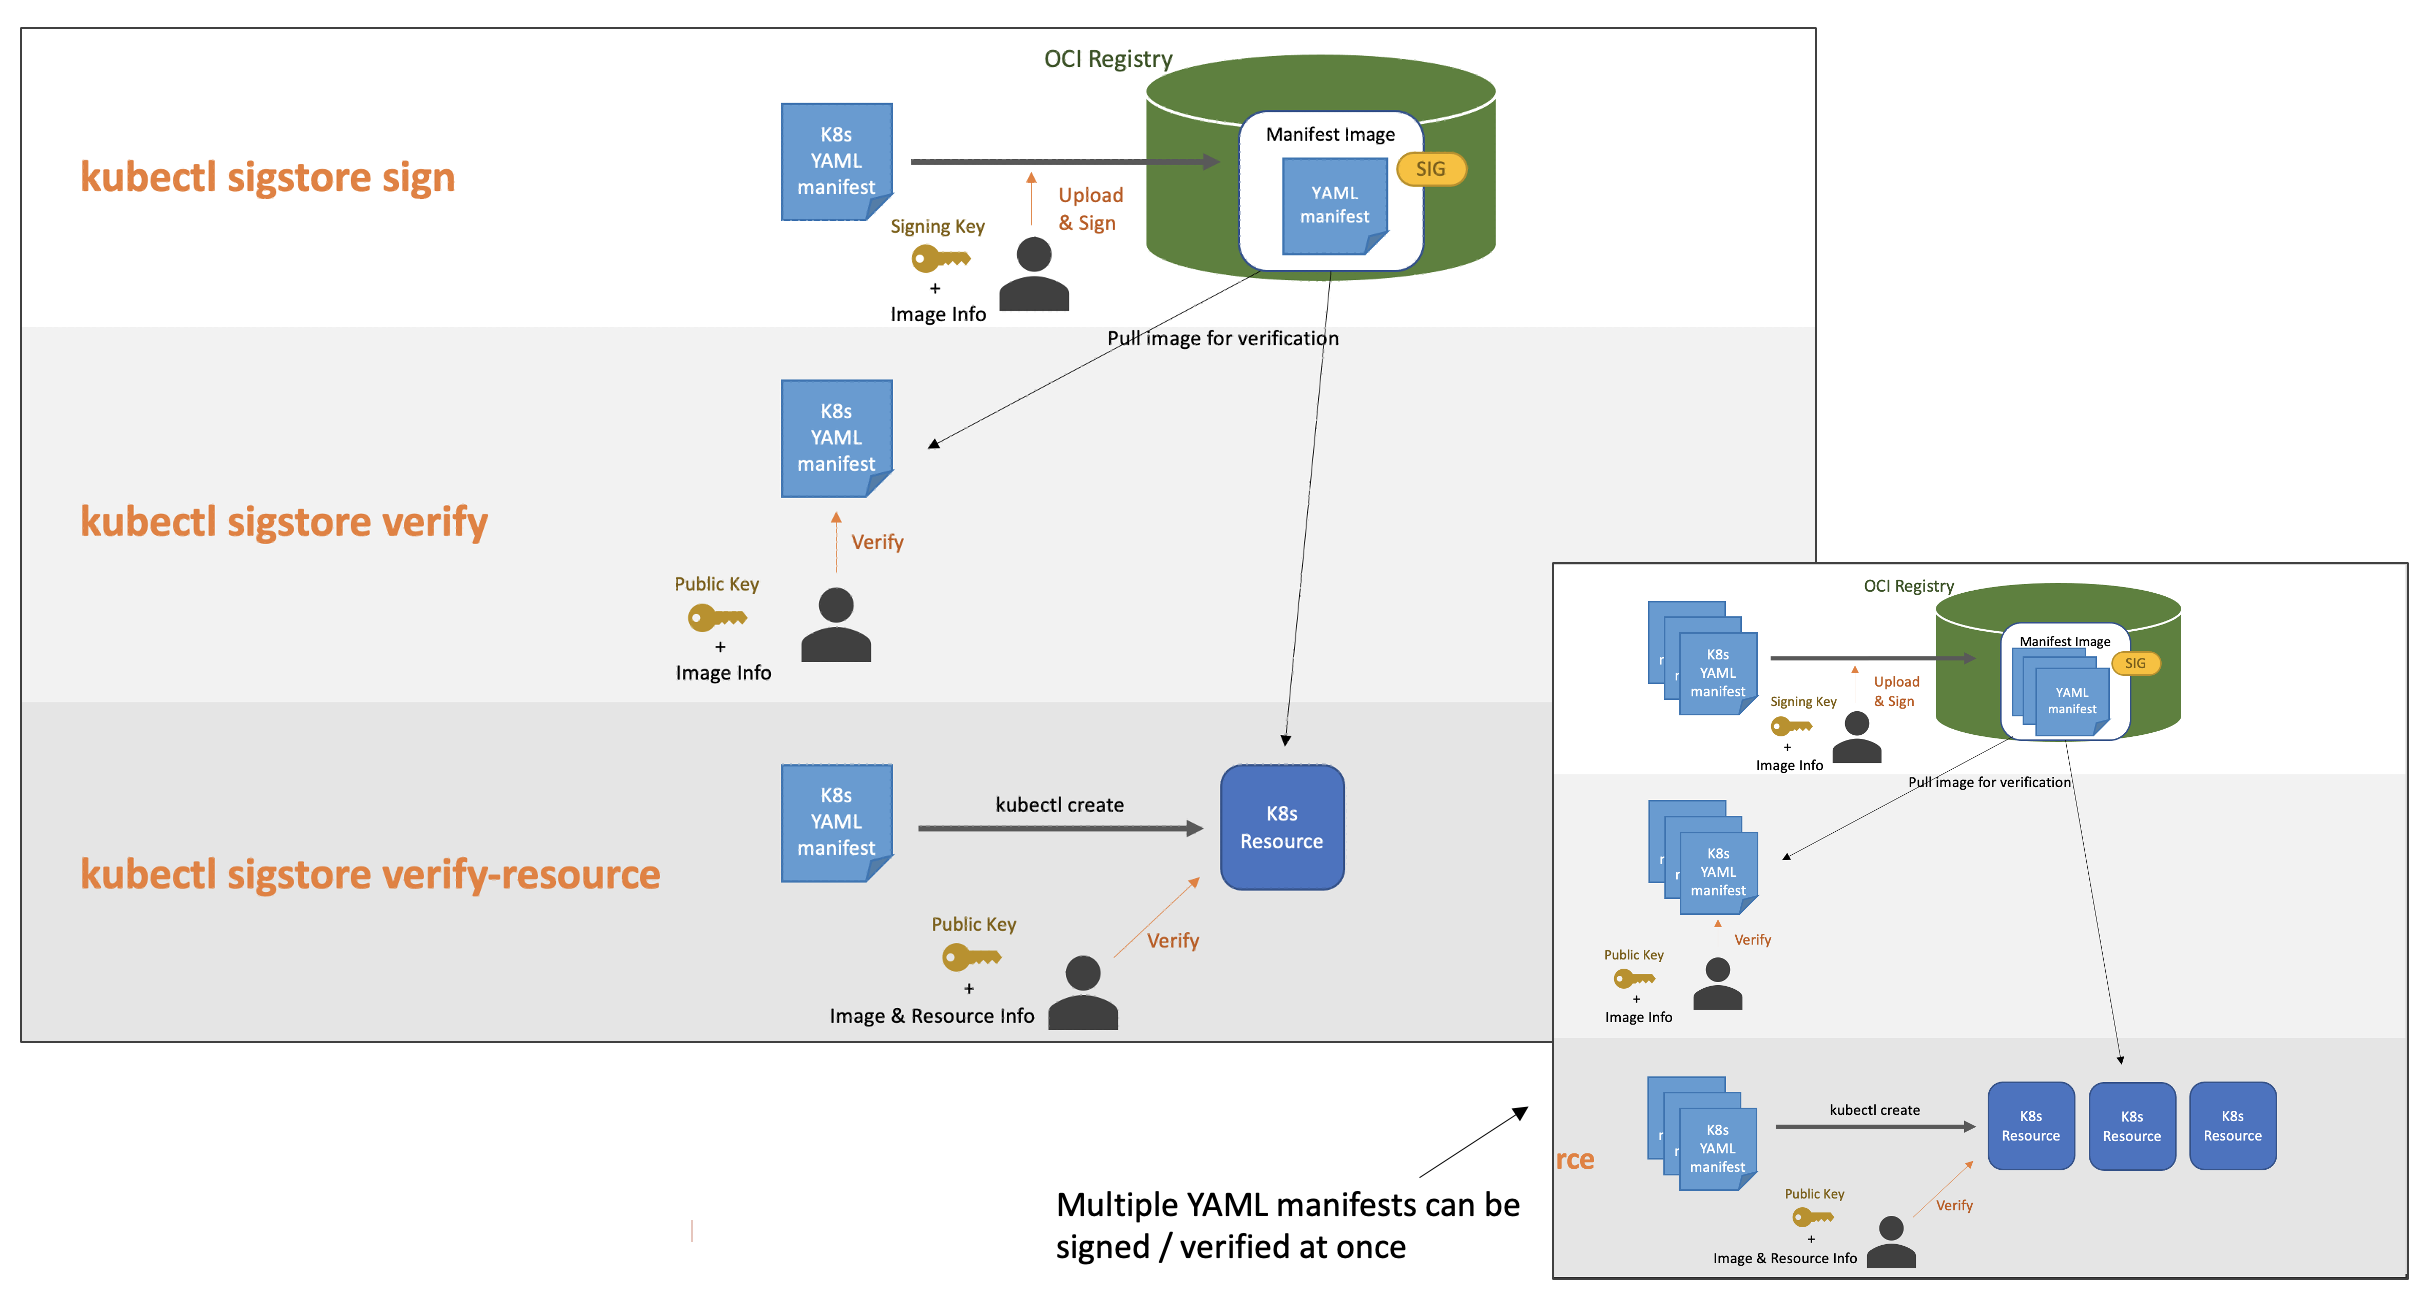 OCI Registry
K8s
YAML
manifest
Manifest Image
SIG
YAML
manifest
kubectl sigstore sign
Upload
& Sign
Signing Key
+
Image Info
Pull image for verification
K8s
YAML
manifest
kubectl sigstore verify
Verify
Public Key
+
Image Info
K8s
YAML
manifest
kubectl create
K8s
Resource
kubectl sigstore verify-resource
Public Key
Verify
+
Image & Resource Info
Multiple YAML manifests can be
signed / verified at once
OCI Registry
K8s
YAML
manifest
Manifest Image
SIG
YAML
manifest
Upload
& Sign
Signing Key
+
Image Info
Pull image for verification
K8s
YAML
manifest
Verify
Public Key
+
Image Info
kubectl create
K8s
YAML
manifest
K8s
Resource
K8s
Resource
K8s
Resource
rce
Public Key
Verify
+
Image & Resource Info